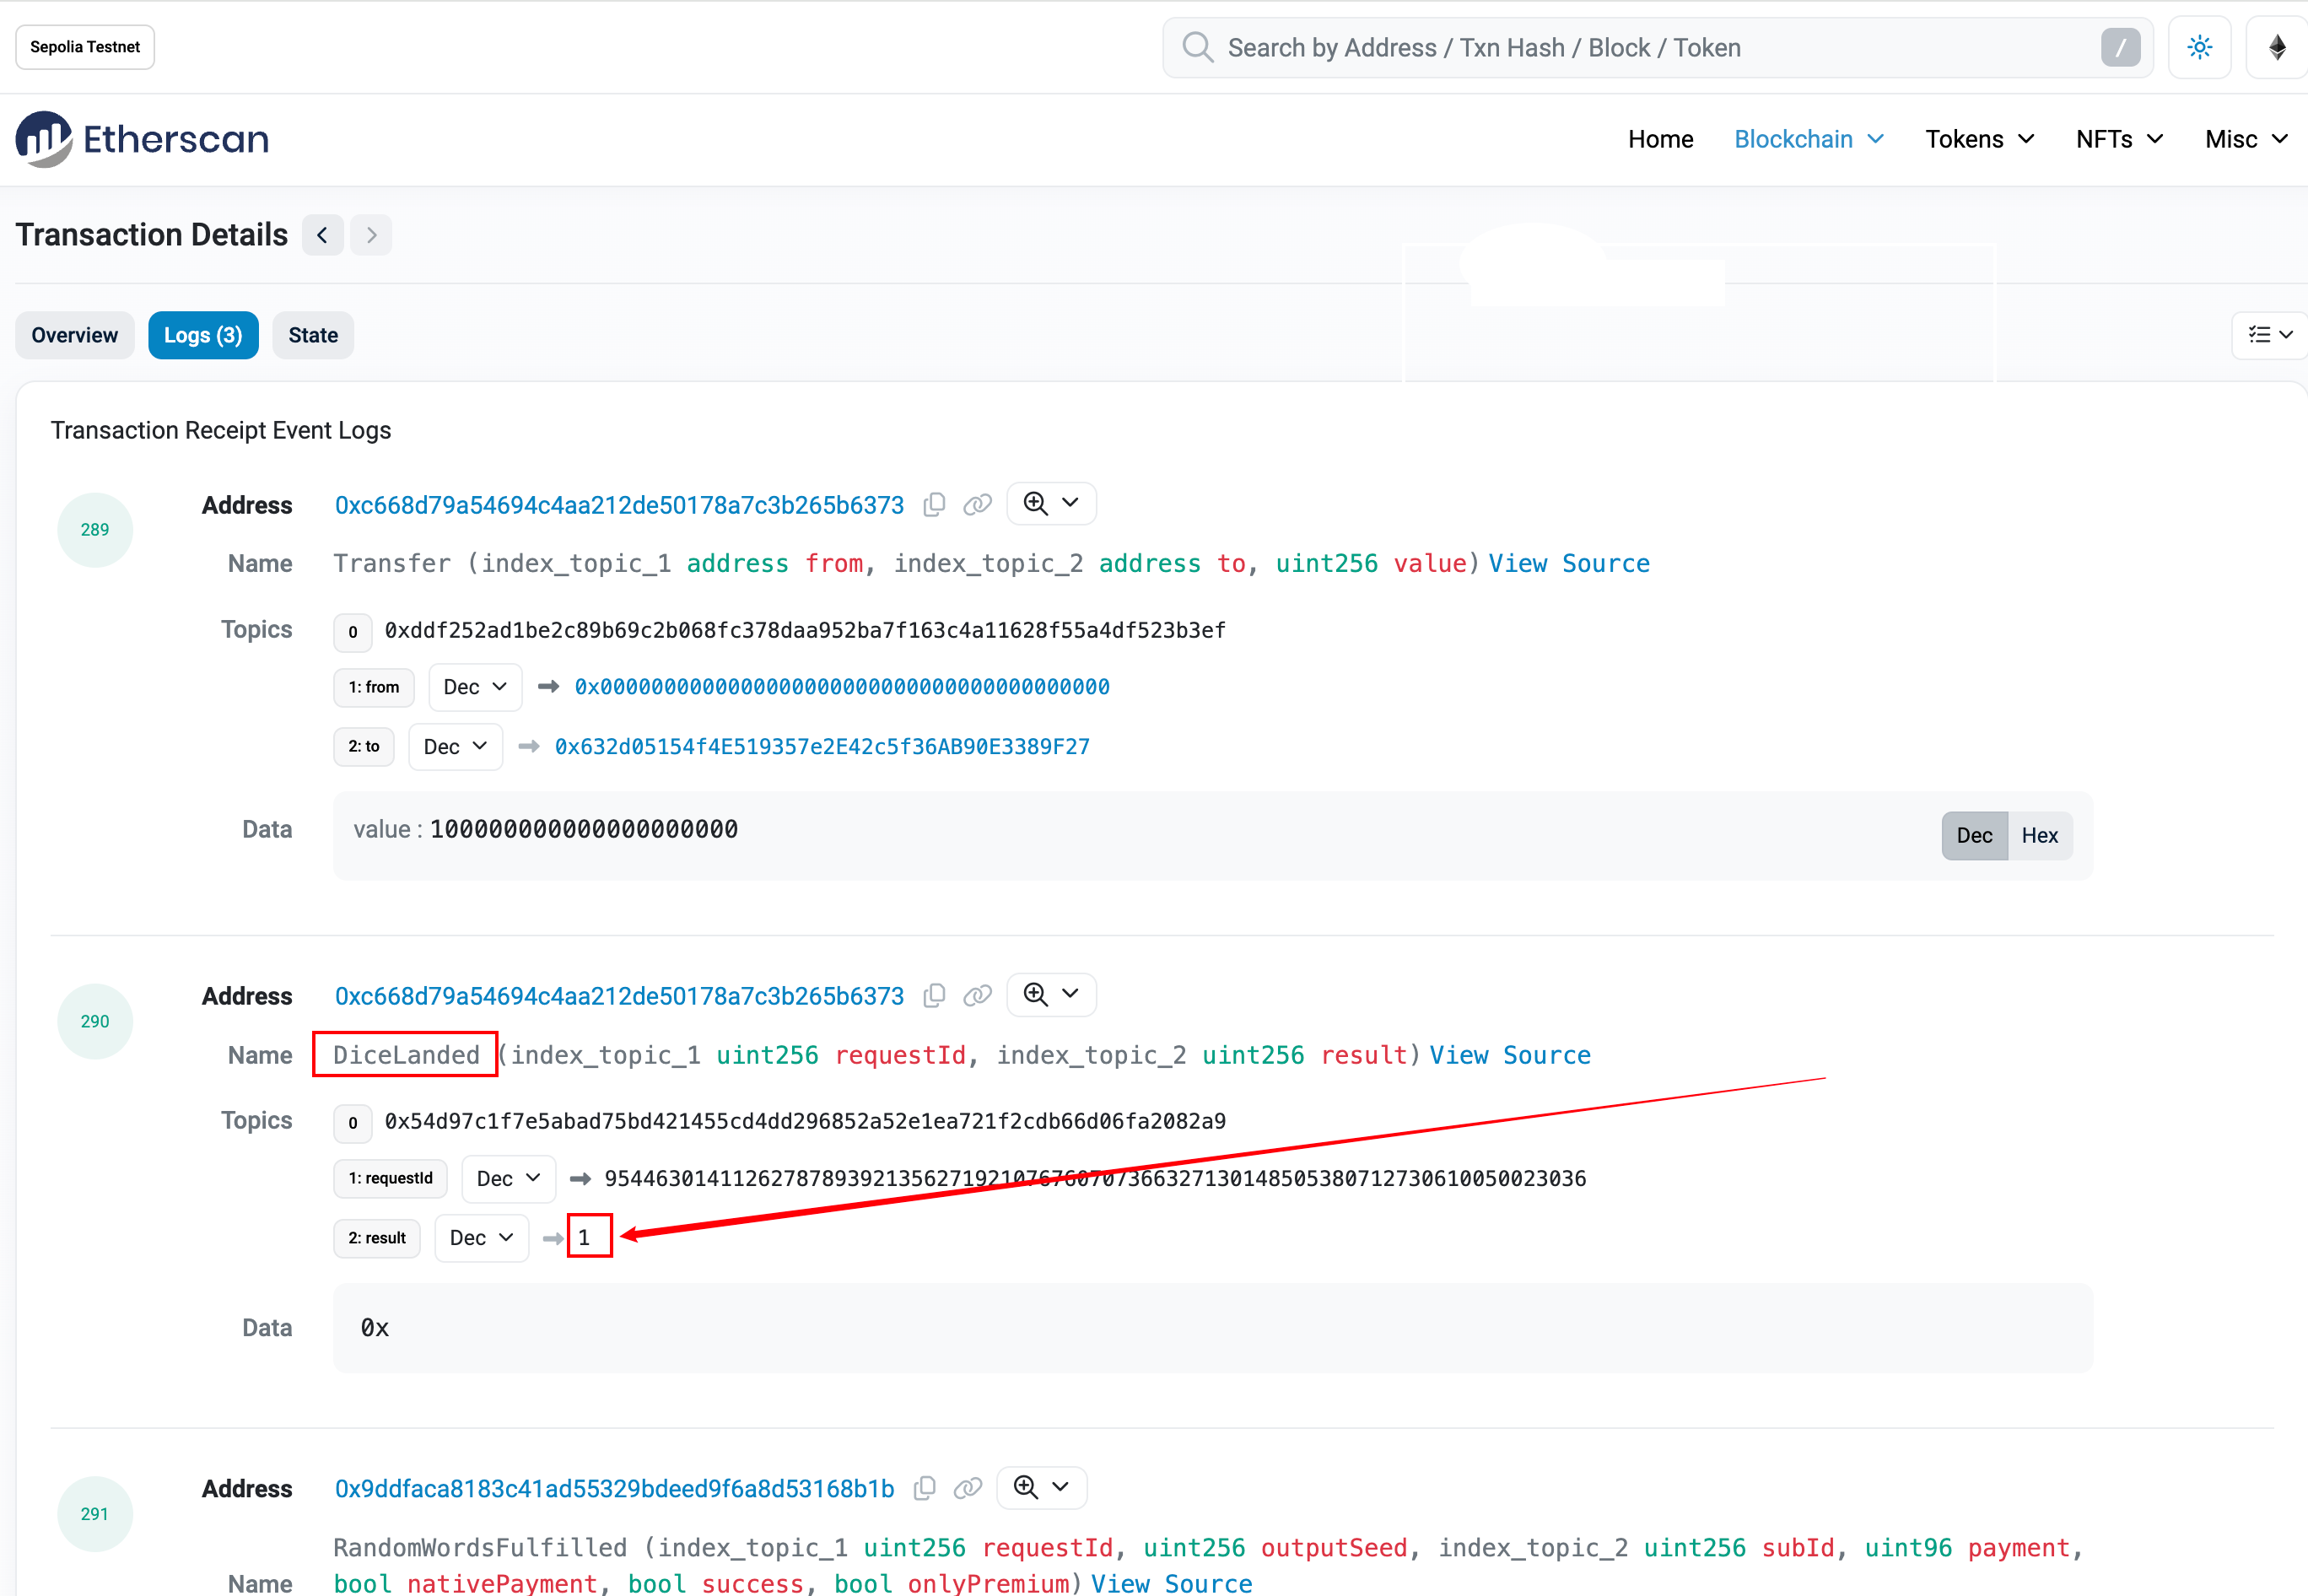 Sepolia Testnet
Search by Address / Txn Hash / Block / Token
/
Etherscan
Home Blockchain Tokens NFTs Misc
Transaction Details
Overview Logs (3) State
Transaction Receipt Event Logs
289
Address 0xc668d79a54694c4aa212de50178a7c3b265b6373
Name Transfer (index_topic_1 address from, index_topic_2 address to, uint256 value) View Source
Topics 0 0xddf252ad1be2c89b69c2b068fc378daa952ba7f163c4a11628f55a4df523b3ef
1: from Dec 0x0000000000000000000000000000000000000000
2: to Dec 0x632d05154f4E519357e2E42c5f36AB90E3389F27
Data value : 100000000000000000000
Dec Hex
290
Address 0xc668d79a54694c4aa212de50178a7c3b265b6373
Name DiceLanded (index_topic_1 uint256 requestId, index_topic_2 uint256 result) View Source
Topics 0 0x54d97c1f7e5abad75bd421455cd4dd296852a52e1ea721f2cdb66d06fa2082a9
1: requestId Dec 95446301411262787893921356271921076760707366327130148505380712730610050023036
2: result Dec 1
Data 0x
291
Address 0x9ddfaca8183c41ad55329bdeed9f6a8d53168b1b
RandomWordsFulfilled (index_topic_1 uint256 requestId, uint256 outputSeed, index_topic_2 uint256 subId, uint96 payment,
Name bool nativePayment, bool success, bool onlyPremium) View Source